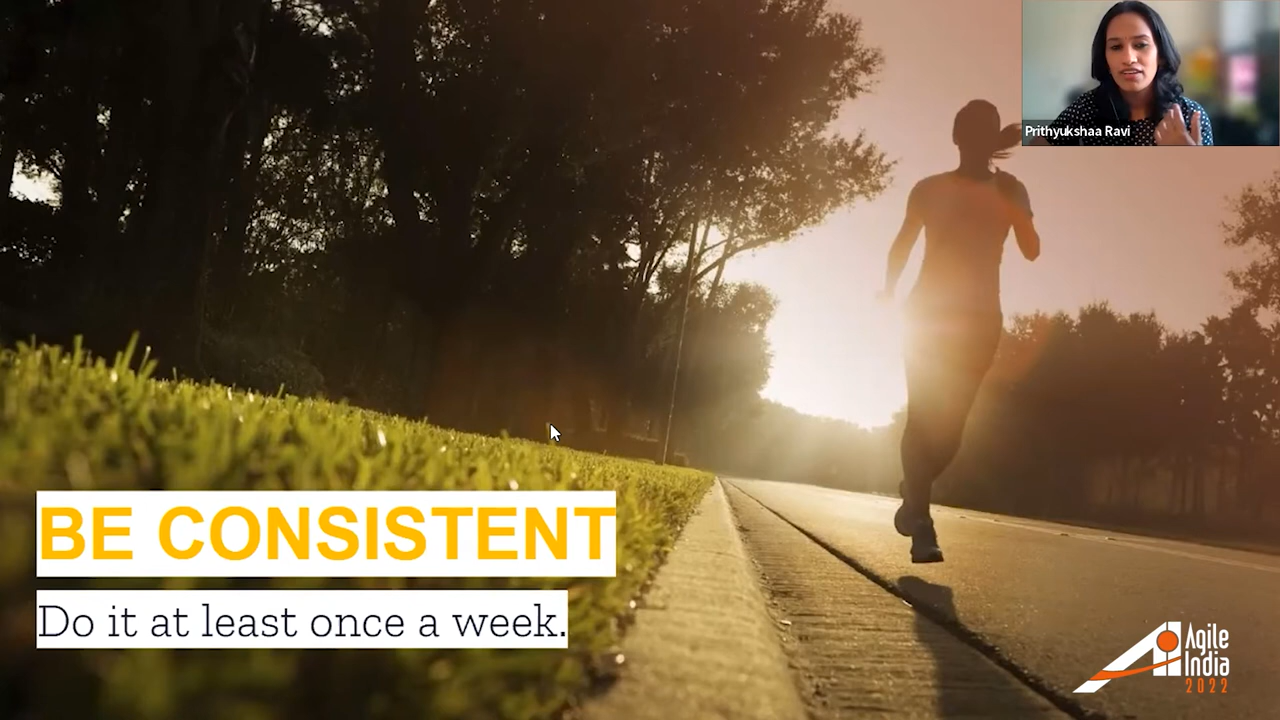 Prithyukshaa Ravi
BE CONSISTENT
Do it at least once a week.
Agile
India
2022